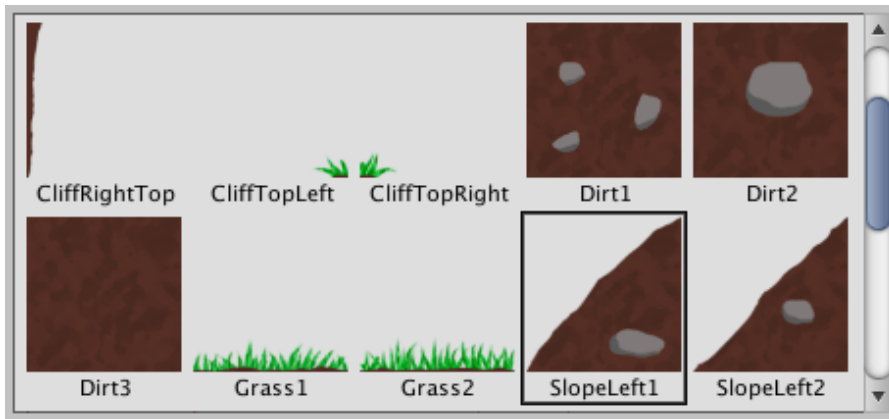 CliffRightTop CliffTopLeft CliffTopRight Dirt1 Dirt2
Dirt3 Grass1 Grass2 SlopeLeft1 SlopeLeft2